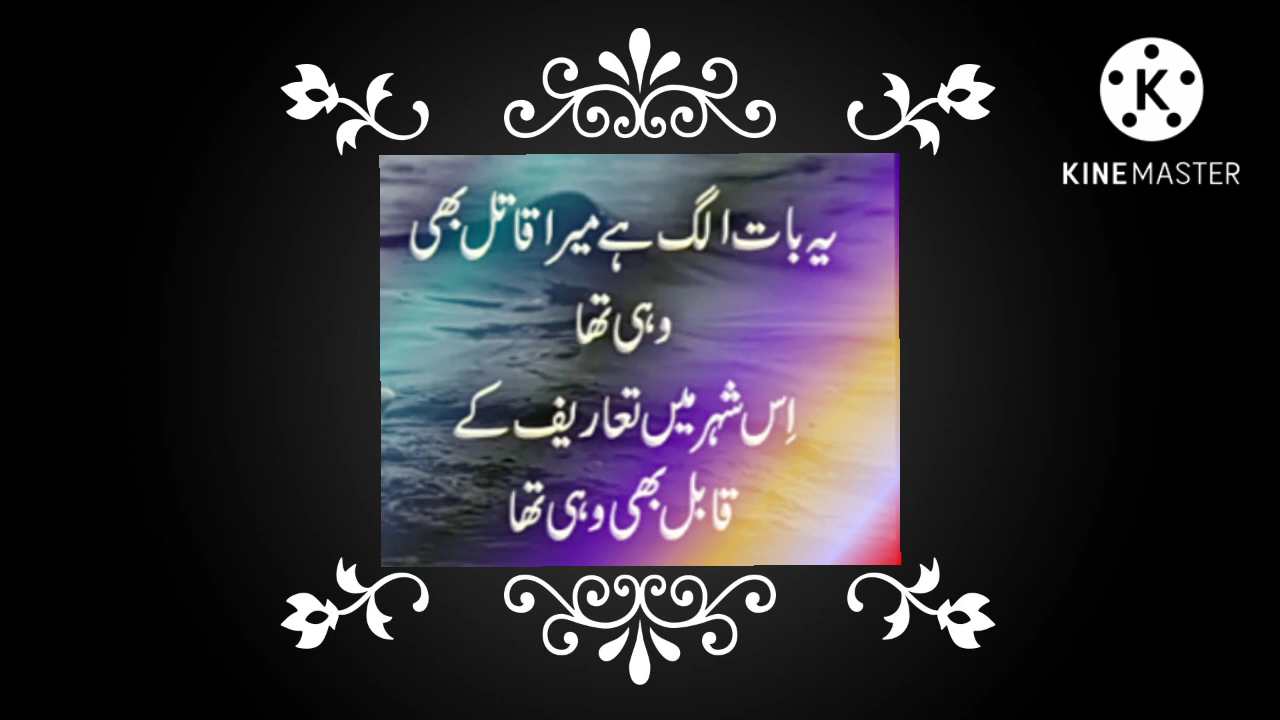 KINEMASTER
یہ بات الگ ہے میرا قاتل بھی
وہی تھا
اِس شہر میں تعاریف کے
قابل بھی وہی تھا